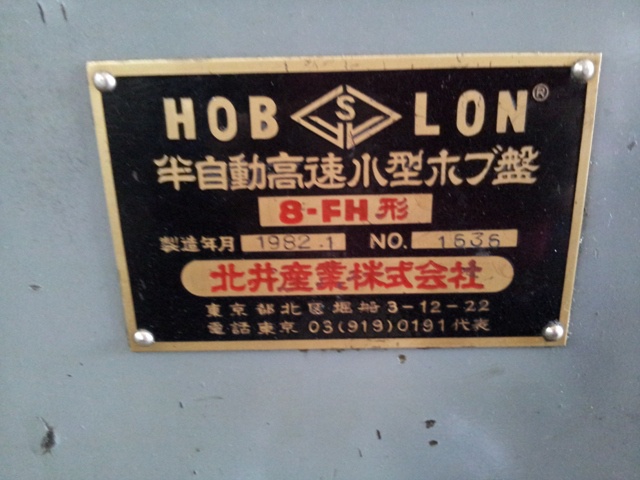 HOB S LON®
半自動高速小型ホブ盤
8-FH形
製造年月 1982.1 NO. 1636
北井産業株式会社
東京都北区堀船3-12-22
電話東京 03(919)0191代表